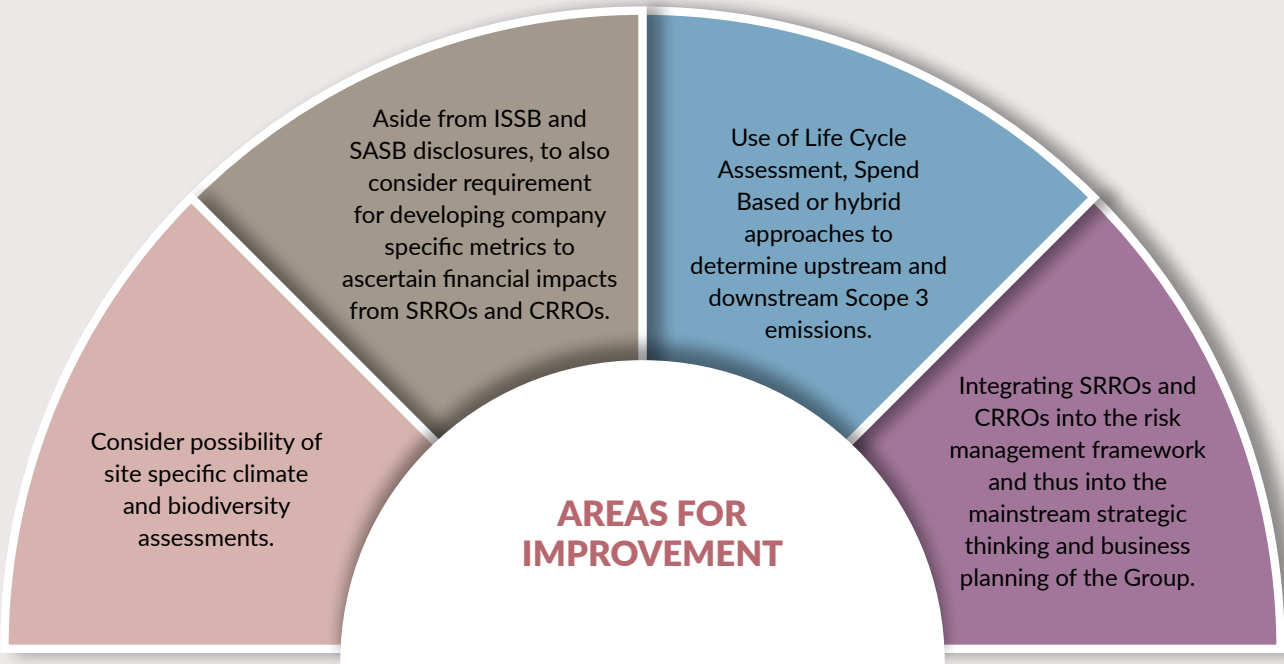 Consider possibility of
site specific climate
and biodiversity
assessments.
Aside from ISSB and
SASB disclosures, to also
consider requirement
for developing company
specific metrics to
ascertain financial impacts
from SRROs and CRROs.
Use of Life Cycle
Assessment, Spend
Based or hybrid
approaches to
determine upstream and
downstream Scope 3
emissions.
Integrating SRROs and
CRROs into the risk
management framework
and thus into the
mainstream strategic
thinking and business
planning of the Group.
AREAS FOR
IMPROVEMENT